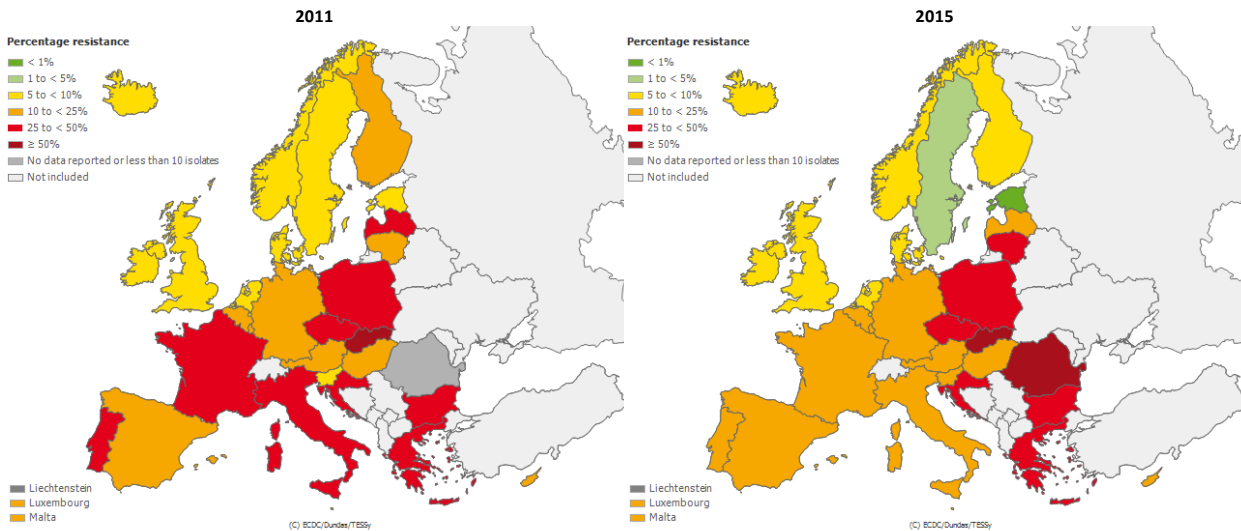 2011
Percentage resistance
< 1%
1 to < 5%
5 to < 10%
10 to < 25%
25 to < 50%
≥ 50%
No data reported or less than 10 isolates
Not included
Liechtenstein
Luxembourg
Malta
(C) ECDC/Dundas/TESSy
2015
Percentage resistance
< 1%
1 to < 5%
5 to < 10%
10 to < 25%
25 to < 50%
≥ 50%
No data reported or less than 10 isolates
Not included
Liechtenstein
Luxembourg
Malta
(C) ECDC/Dundas/TESSy